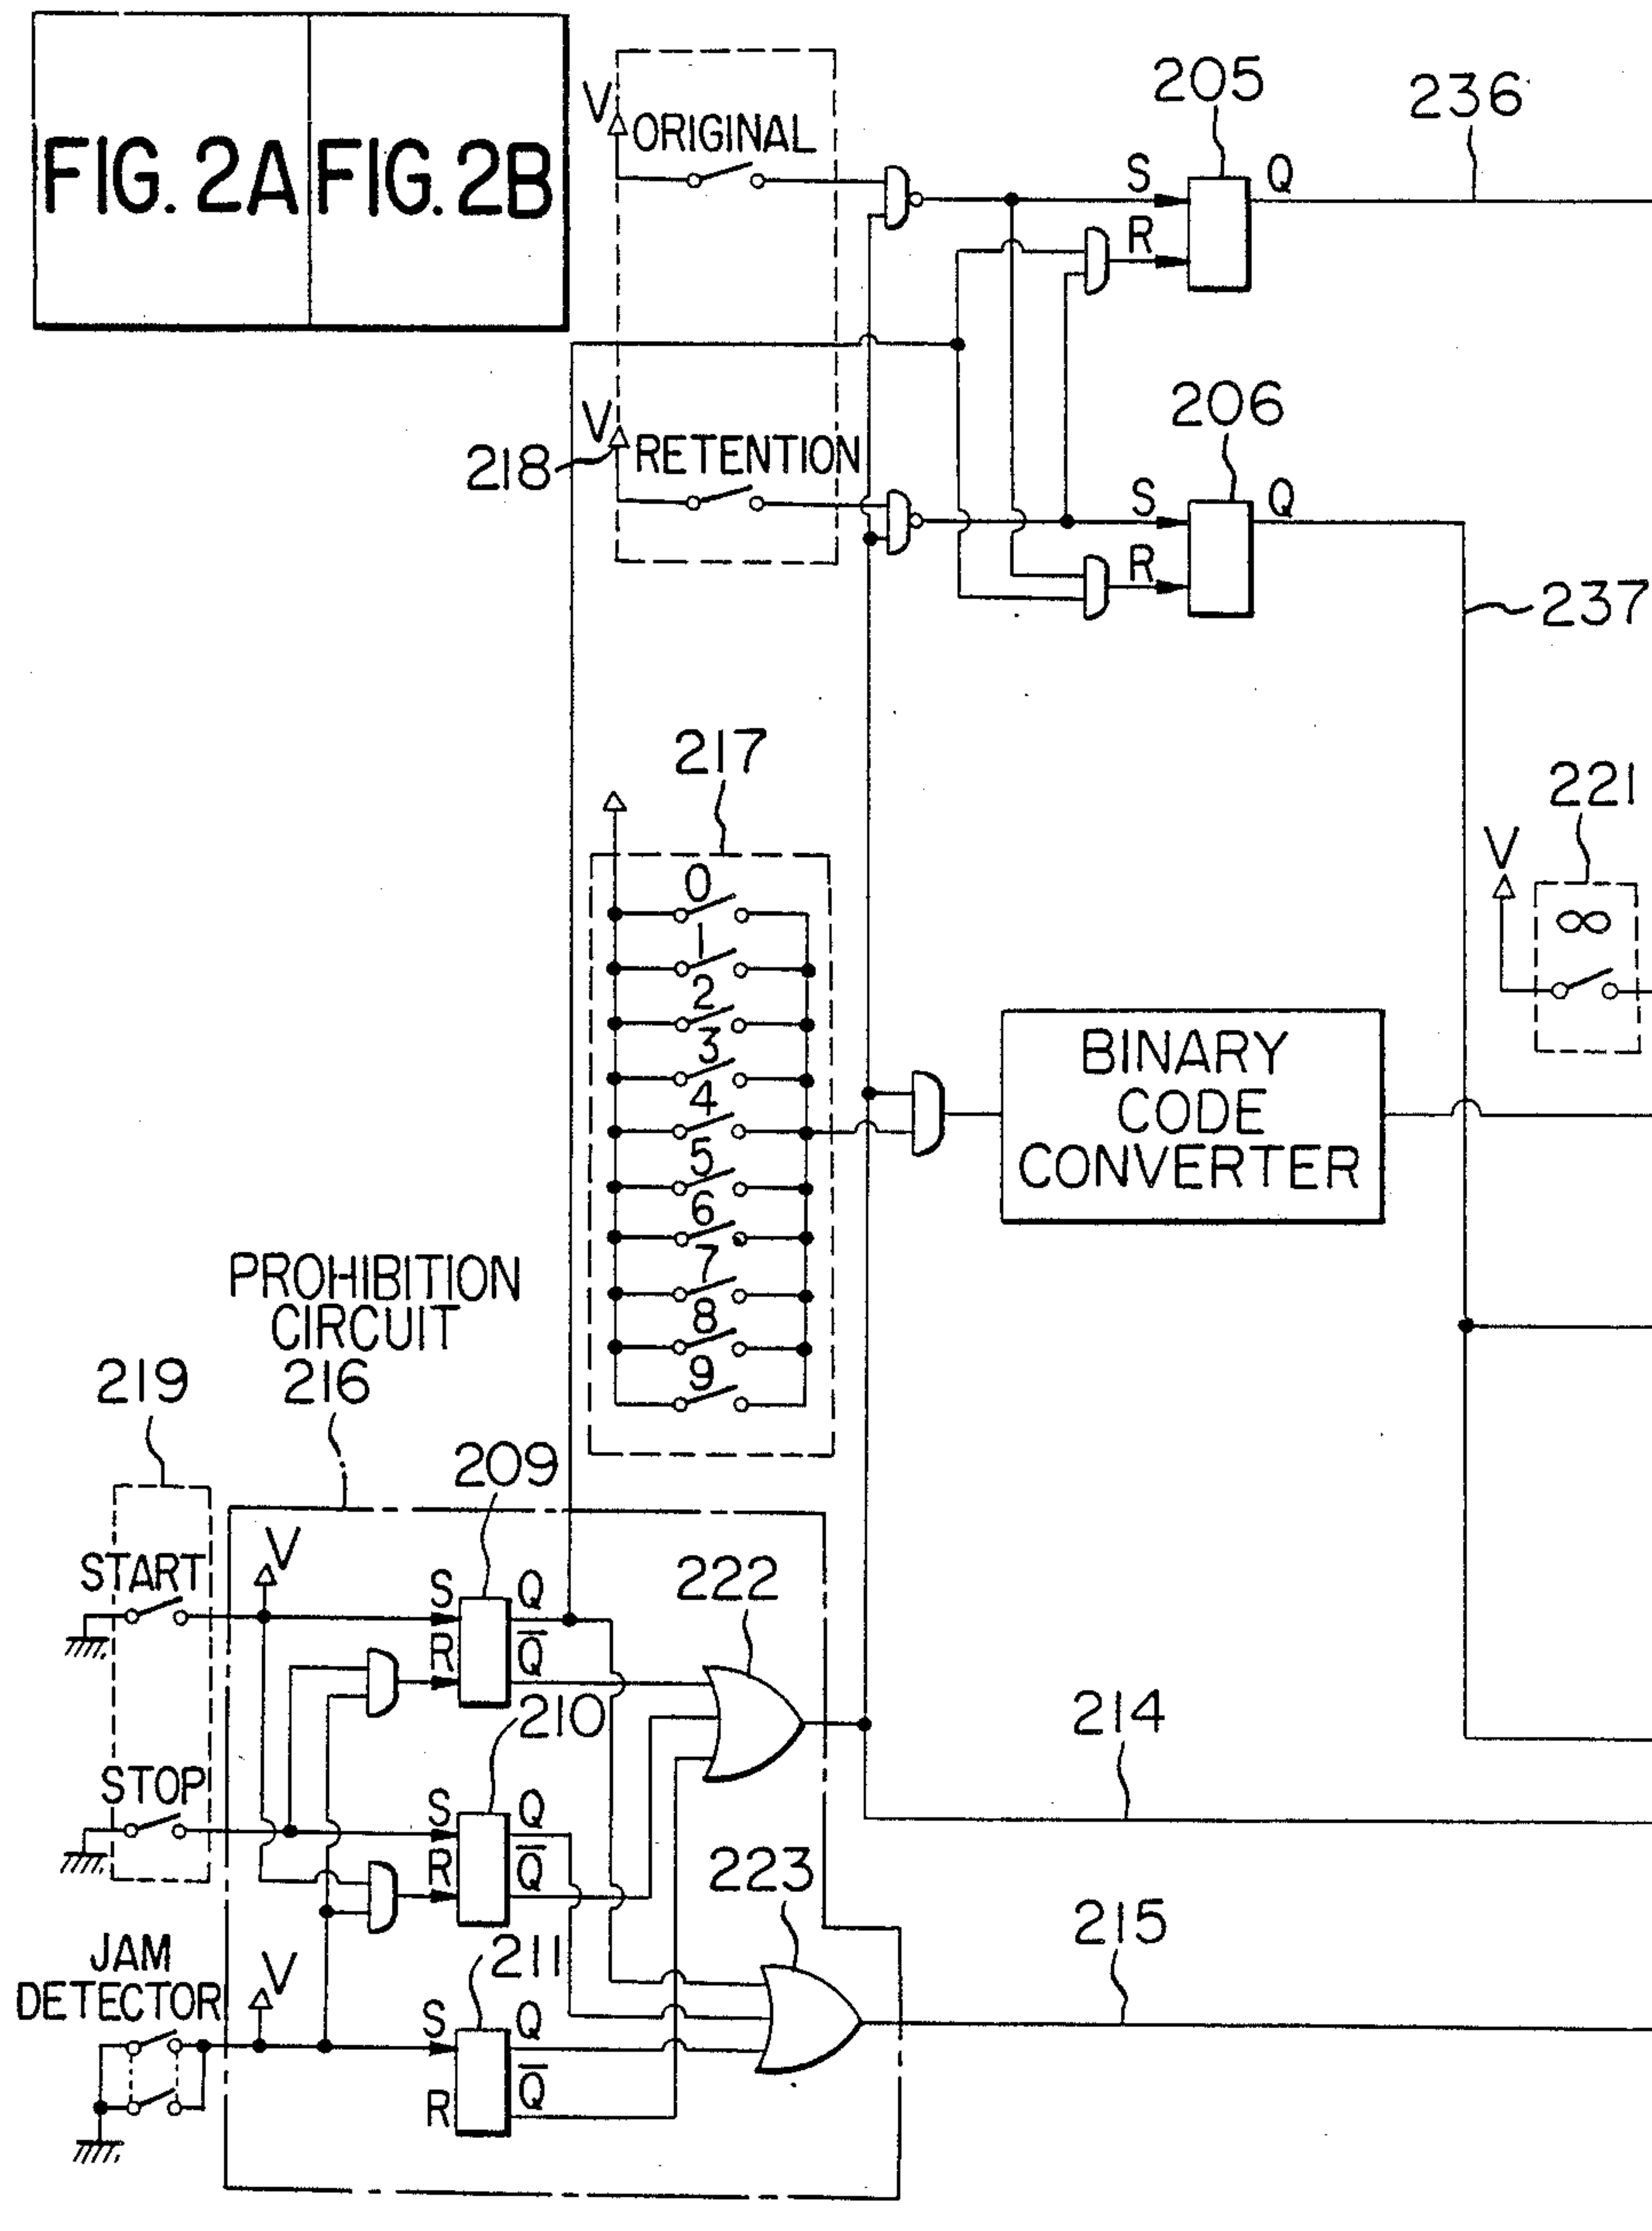 FIG. 2A FIG. 2B
205
236
V
ORIGINAL
S Q
R
V
218
RETENTION
206
S Q
R
237
217
221
V
∞
0
1
2
3
4
5
6
7
8
9
BINARY
CODE
CONVERTER
PROHIBITION
CIRCUIT
216
219
209
START
V
S Q
R Q̅
222
210
214
STOP
S Q
R Q̅
223
215
JAM
DETECTOR
V
211
S Q
R Q̅